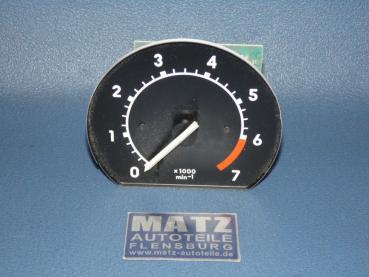 0
1
2
3
4
5
6
7
x1000
min-1
MATZ
AUTOTEILE
FLENSBURG
www.matz-autoteile.de